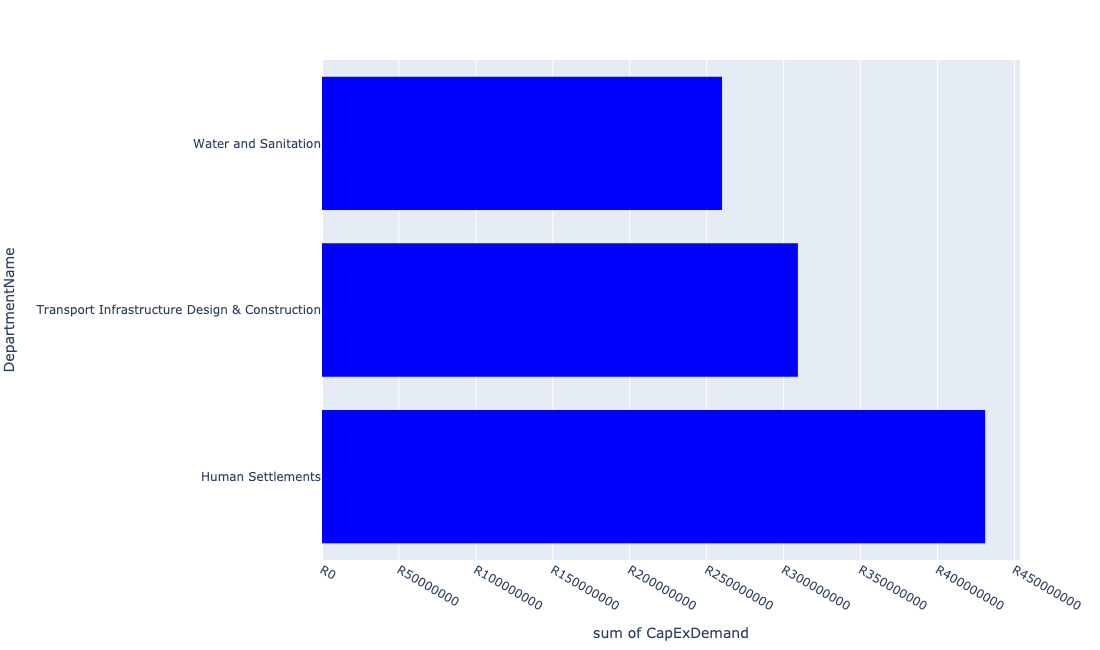 DepartmentName
Water and Sanitation
Transport Infrastructure Design & Construction
Human Settlements
R0
R50000000
R100000000
R150000000
R200000000
R250000000
R300000000
R350000000
R400000000
R450000000
sum of CapExDemand